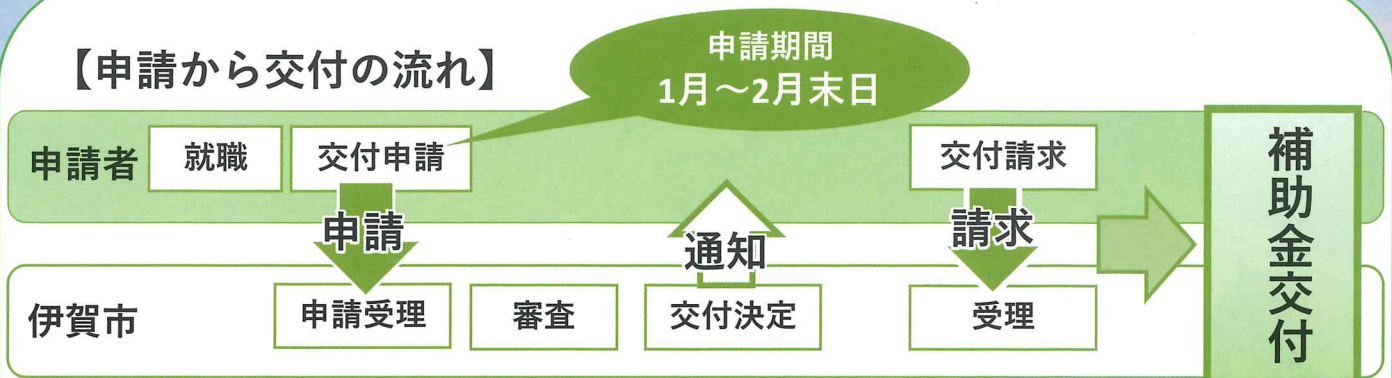 【申請から交付の流れ】
申請期間
1月～2月末日
申請者
就職
交付申請
交付請求
申請
通知
請求
補助金交付
伊賀市
申請受理
審査
交付決定
受理